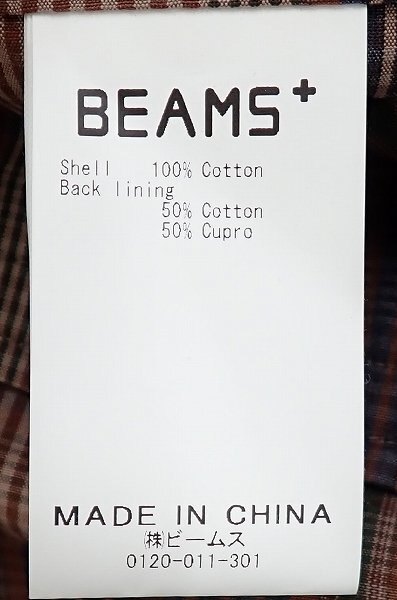 BEAMS+
Shell 100% Cotton
Back lining
50% Cotton
50% Cupro
MADE IN CHINA
㈱ビームス
0120-011-301